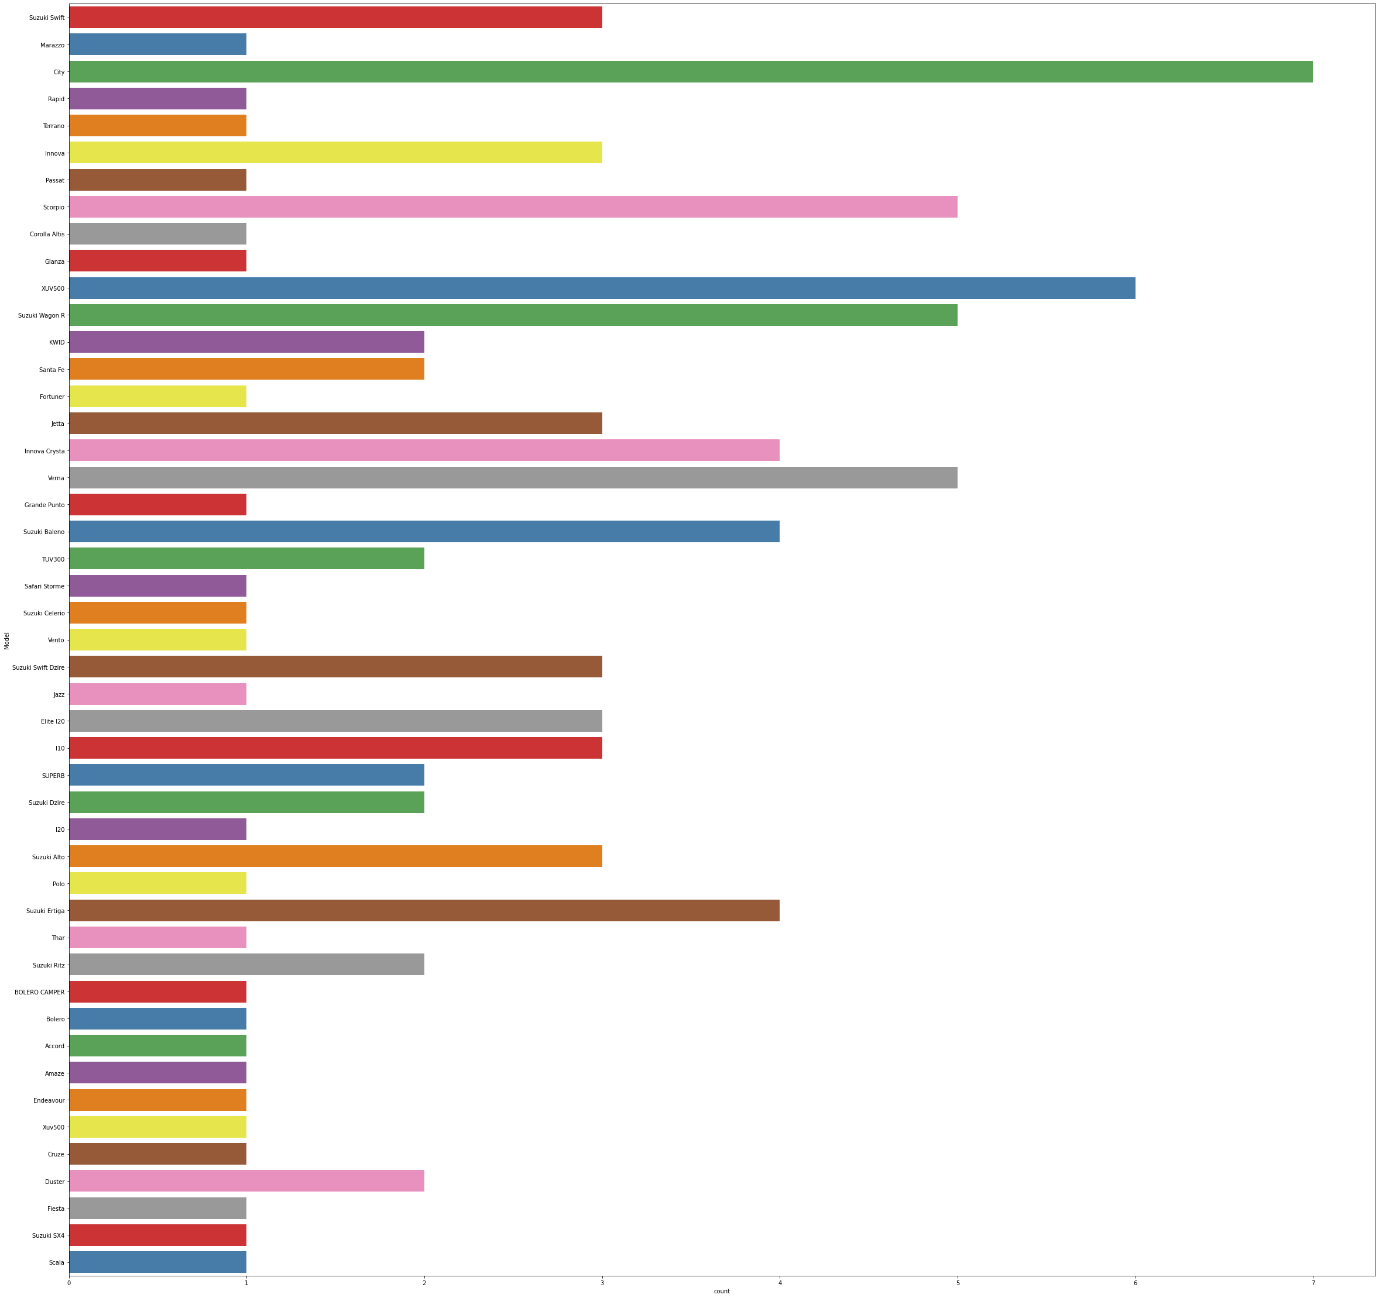 Suzuki Swift
Marazzo
City
Rapid
Terrano
Innova
Passat
Scorpio
Corolla Altis
Glanza
XUV500
Suzuki Wagon R
KWID
Santa Fe
Fortuner
Jetta
Innova Crysta
Verna
Grande Punto
Suzuki Baleno
TUV300
Safari Storme
Suzuki Celerio
Vento
Suzuki Swift Dzire
Jazz
Elite I20
I10
SUPERB
Suzuki Dzire
I20
Suzuki Alto
Polo
Suzuki Ertiga
Thar
Suzuki Ritz
BOLERO CAMPER
Bolero
Accord
Amaze
Endeavour
Xuv500
Cruze
Duster
Fiesta
Suzuki SX4
Scala
Model
0 1 2 3 4 5 6 7
count